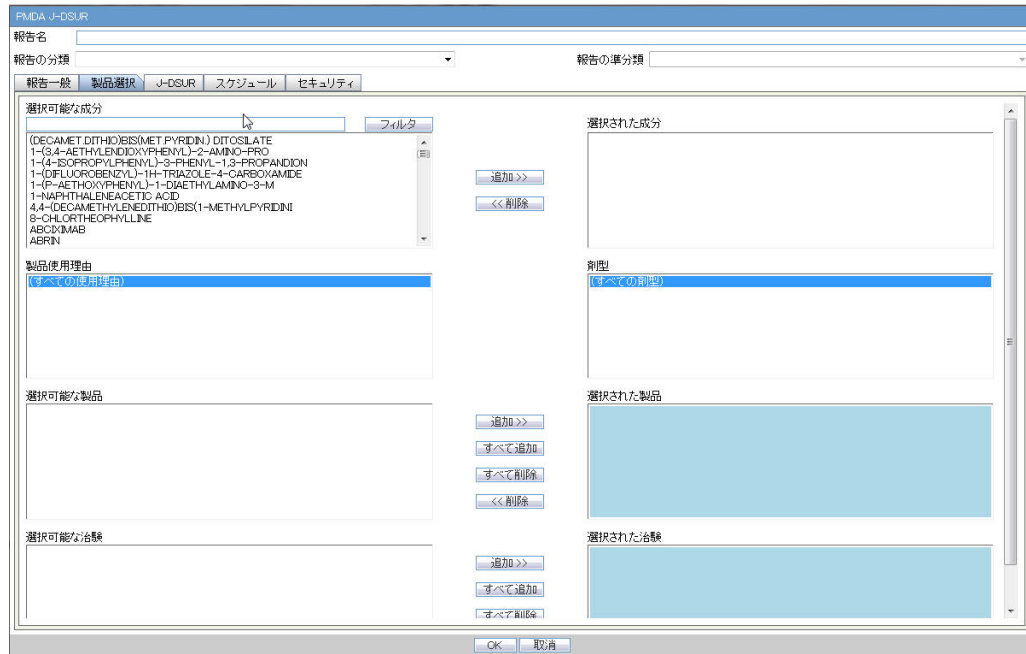 PMDA J-DSUR
報告名
報告の分類
報告の準分類
報告一般 製品選択 J-DSUR スケジュール セキュリティ
選択可能な成分
フィルタ
(DECAMET.DITHIO)BIS(MET.PYRIDIN.) DITOSILATE
1-(3,4-AETHYLENDIOXYPHENYL)-2-AMINO-PRO
1-(4-ISOPROPYLPHENYL)-3-PHENYL-1,3-PROPANDION
1-(DIFLUOROBENZYL)-1H-TRIAZOLE-4-CARBOXAMIDE
1-(P-AETHOXYPHENYL)-1-DIAETHYLAMINO-3-M
1-NAPHTHALENEACETIC ACID
4,4-(DECAMETHYLENEDITHIO)BIS(1-METHYLPYRIDINI
8-CHLORTHEOPHYLLINE
ABCIXIMAB
ABRIN
追加 >>
<< 削除
選択された成分
製品使用理由
(すべての使用理由)
剤型
(すべての剤型)
選択可能な製品
追加 >>
すべて追加
すべて削除
<< 削除
選択された製品
選択可能な治験
追加 >>
すべて追加
すべて削除
選択された治験
OK 取消